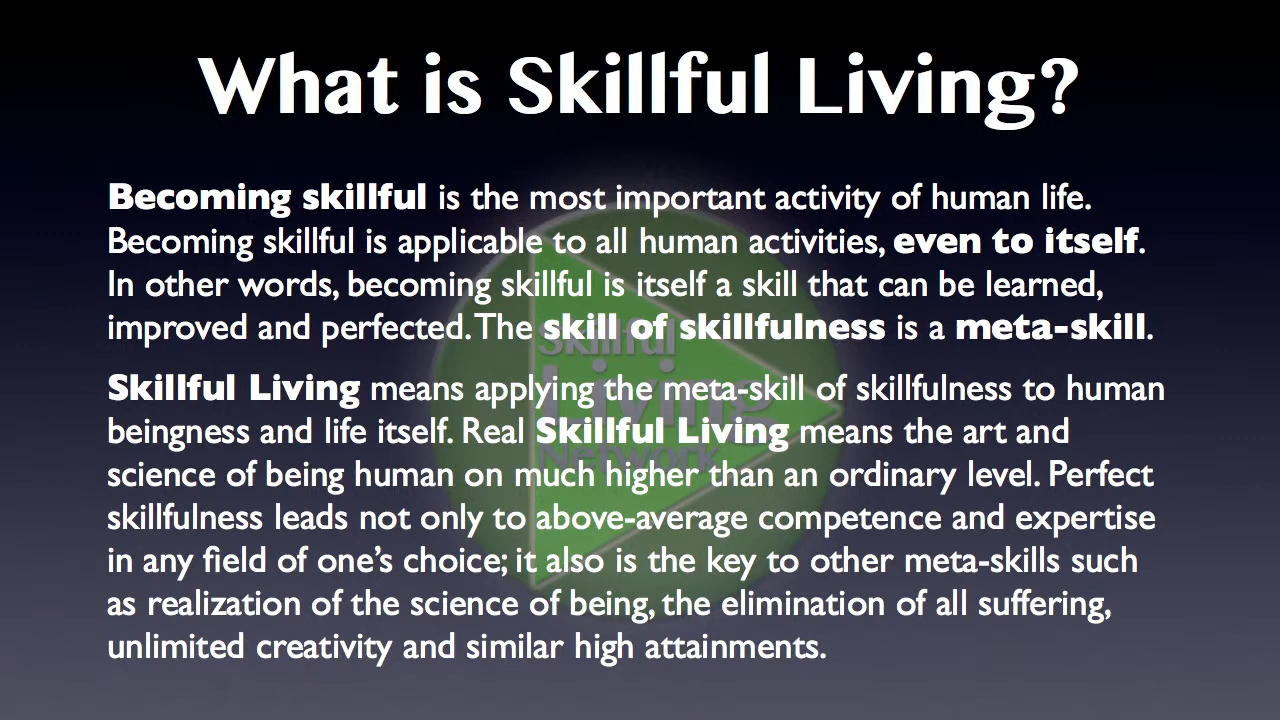 What is Skillful Living?
Becoming skillful is the most important activity of human life.
Becoming skillful is applicable to all human activities, even to itself.
In other words, becoming skillful is itself a skill that can be learned,
improved and perfected. The skill of skillfulness is a meta-skill.
Skillful Living means applying the meta-skill of skillfulness to human
beingness and life itself. Real Skillful Living means the art and
science of being human on much higher than an ordinary level. Perfect
skillfulness leads not only to above-average competence and expertise
in any field of one’s choice; it also is the key to other meta-skills such
as realization of the science of being, the elimination of all suffering,
unlimited creativity and similar high attainments.
Skillful
Living
Network